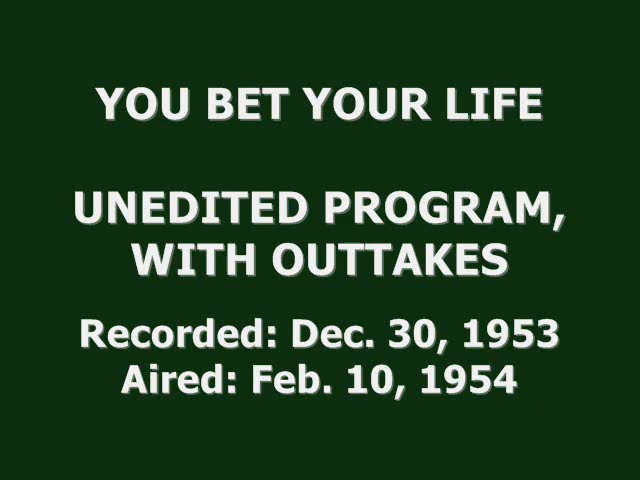 YOU BET YOUR LIFE
UNEDITED PROGRAM,
WITH OUTTAKES
Recorded: Dec. 30, 1953
Aired: Feb. 10, 1954